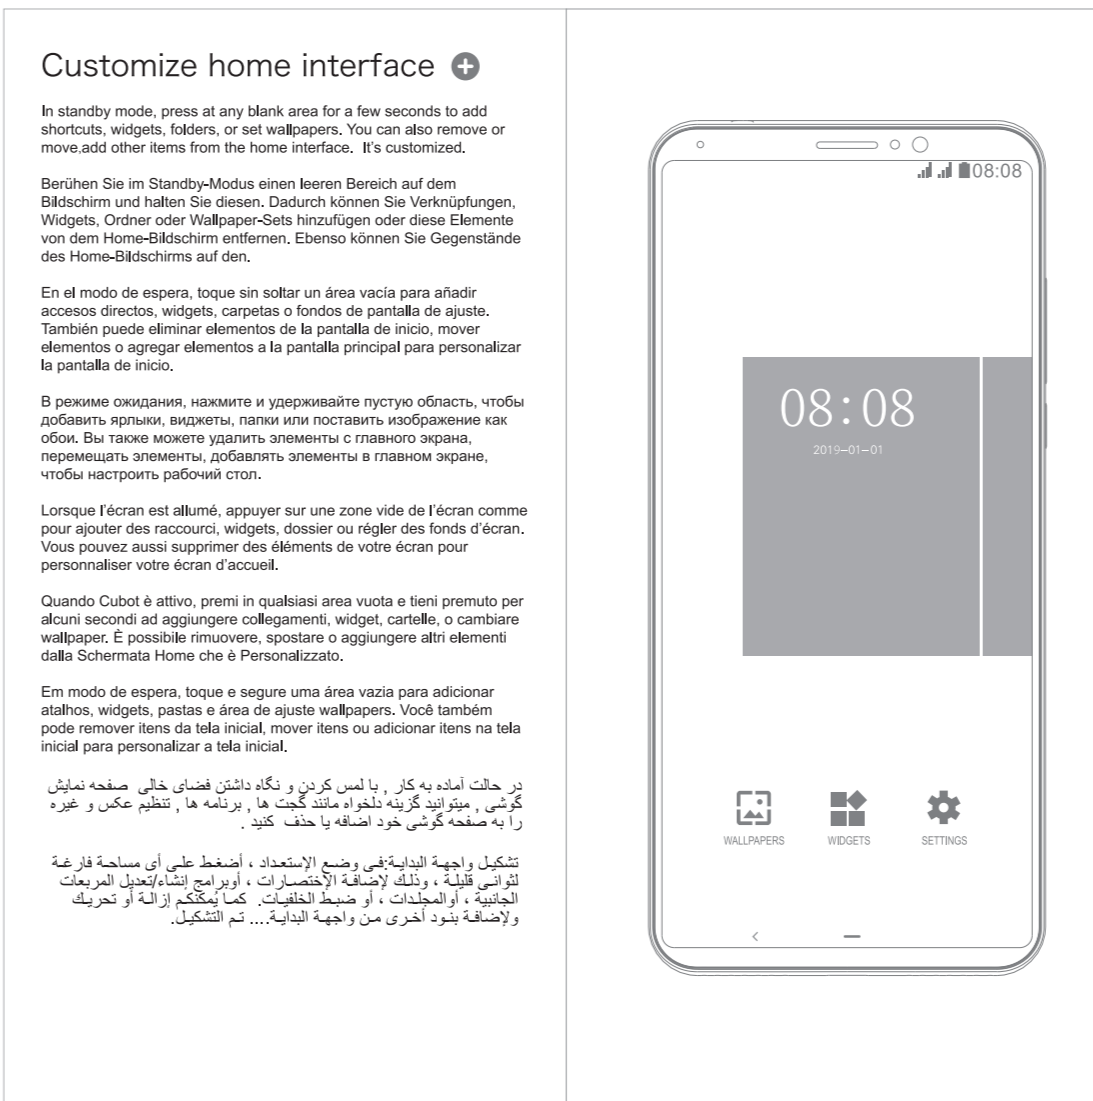 Customize home interface
In standby mode, press at any blank area for a few seconds to add
shortcuts, widgets, folders, or set wallpapers. You can also remove or
move,add other items from the home interface.  It's customized.
Berühen Sie im Standby-Modus einen leeren Bereich auf dem
Bildschirm und halten Sie diesen. Dadurch können Sie Verknüpfungen,
Widgets, Ordner oder Wallpaper-Sets hinzufügen oder diese Elemente
von dem Home-Bildschirm entfernen. Ebenso können Sie Gegenstände
des Home-Bildschirms auf den.
En el modo de espera, toque sin soltar un área vacía para añadir
accesos directos, widgets, carpetas o fondos de pantalla de ajuste.
También puede eliminar elementos de la pantalla de inicio, mover
elementos o agregar elementos a la pantalla principal para personalizar
la pantalla de inicio.
В режиме ожидания, нажмите и удерживайте пустую область, чтобы
добавить ярлыки, виджеты, папки или поставить изображение как
обои. Вы также можете удалить элементы с главного экрана,
перемещать элементы, добавлять элементы в главном экране,
чтобы настроить рабочий стол.
Lorsque l'écran est allumé, appuyer sur une zone vide de l'écran comme
pour ajouter des raccourci, widgets, dossier ou régler des fonds d'écran.
Vous pouvez aussi supprimer des éléments de votre écran pour
personnaliser votre écran d'accueil.
Quando Cubot è attivo, premi in qualsiasi area vuota e tieni premuto per
alcuni secondi ad aggiungere collegamenti, widget, cartelle, o cambiare
wallpaper. È possibile rimuovere, spostare o aggiungere altri elementi
dalla Schermata Home che è Personalizzato.
Em modo de espera, toque e segure uma área vazia para adicionar
atalhos, widgets, pastas e área de ajuste wallpapers. Você também
pode remover itens da tela inicial, mover itens ou adicionar itens na tela
inicial para personalizar a tela inicial.
در حالت آماده به کار , با لمس کردن و نگاه داشتن فضای خالی  صفحه نمایش
گوشی , میتوانید گزینه دلخواه مانند گجت ها , برنامه ها , تنظیم عکس و غیره
را به صفحه گوشی خود اضافه یا حذف  کنید .
تشكيل واجهة البداية:فى وضع الإستعداد ، أضغط على أى مساحة فارغة
لثوانى قليلة ، وذلك لإضافة الإختصارات ، أوبرامج إنشاء/تعديل المربعات
الجانبية ، أوالمجلدات ، أو ضبط الخلفيات.  كما يُمكنكم إزالة أو تحريك
ولإضافة بنود أخرى من واجهة البداية.... تم التشكيل.
08:08
08:08
2019-01-01
WALLPAPERS
WIDGETS
SETTINGS